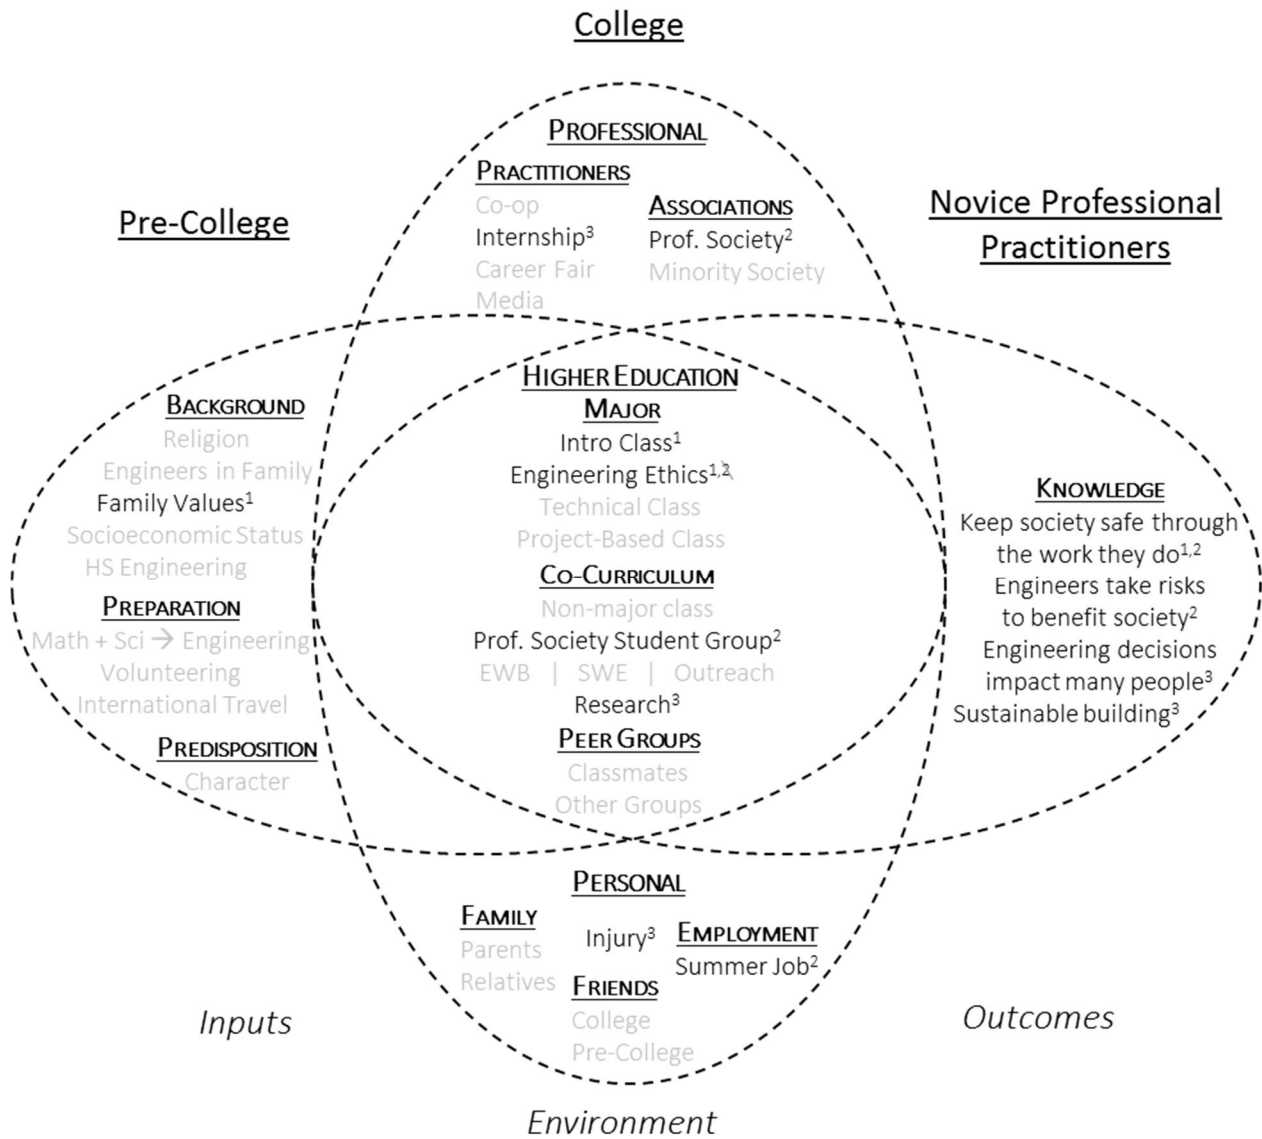 College
PROFESSIONAL
PRACTITIONERS
Co-op
Internship³
Career Fair
Media
ASSOCIATIONS
Prof. Society²
Minority Society
Pre-College
Novice Professional
Practitioners
BACKGROUND
Religion
Engineers in Family
Family Values¹
Socioeconomic Status
HS Engineering
PREPARATION
Math + Sci → Engineering
Volunteering
International Travel
PREDISPOSITION
Character
HIGHER EDUCATION
MAJOR
Intro Class¹
Engineering Ethics¹,²
Technical Class
Project-Based Class
CO-CURRICULUM
Non-major class
Prof. Society Student Group²
EWB | SWE | Outreach
Research³
PEER GROUPS
Classmates
Other Groups
KNOWLEDGE
Keep society safe through
the work they do¹,²
Engineers take risks
to benefit society²
Engineering decisions
impact many people³
Sustainable building³
PERSONAL
FAMILY
Parents
Relatives
Injury³
EMPLOYMENT
Summer Job²
FRIENDS
College
Pre-College
Inputs
Outcomes
Environment